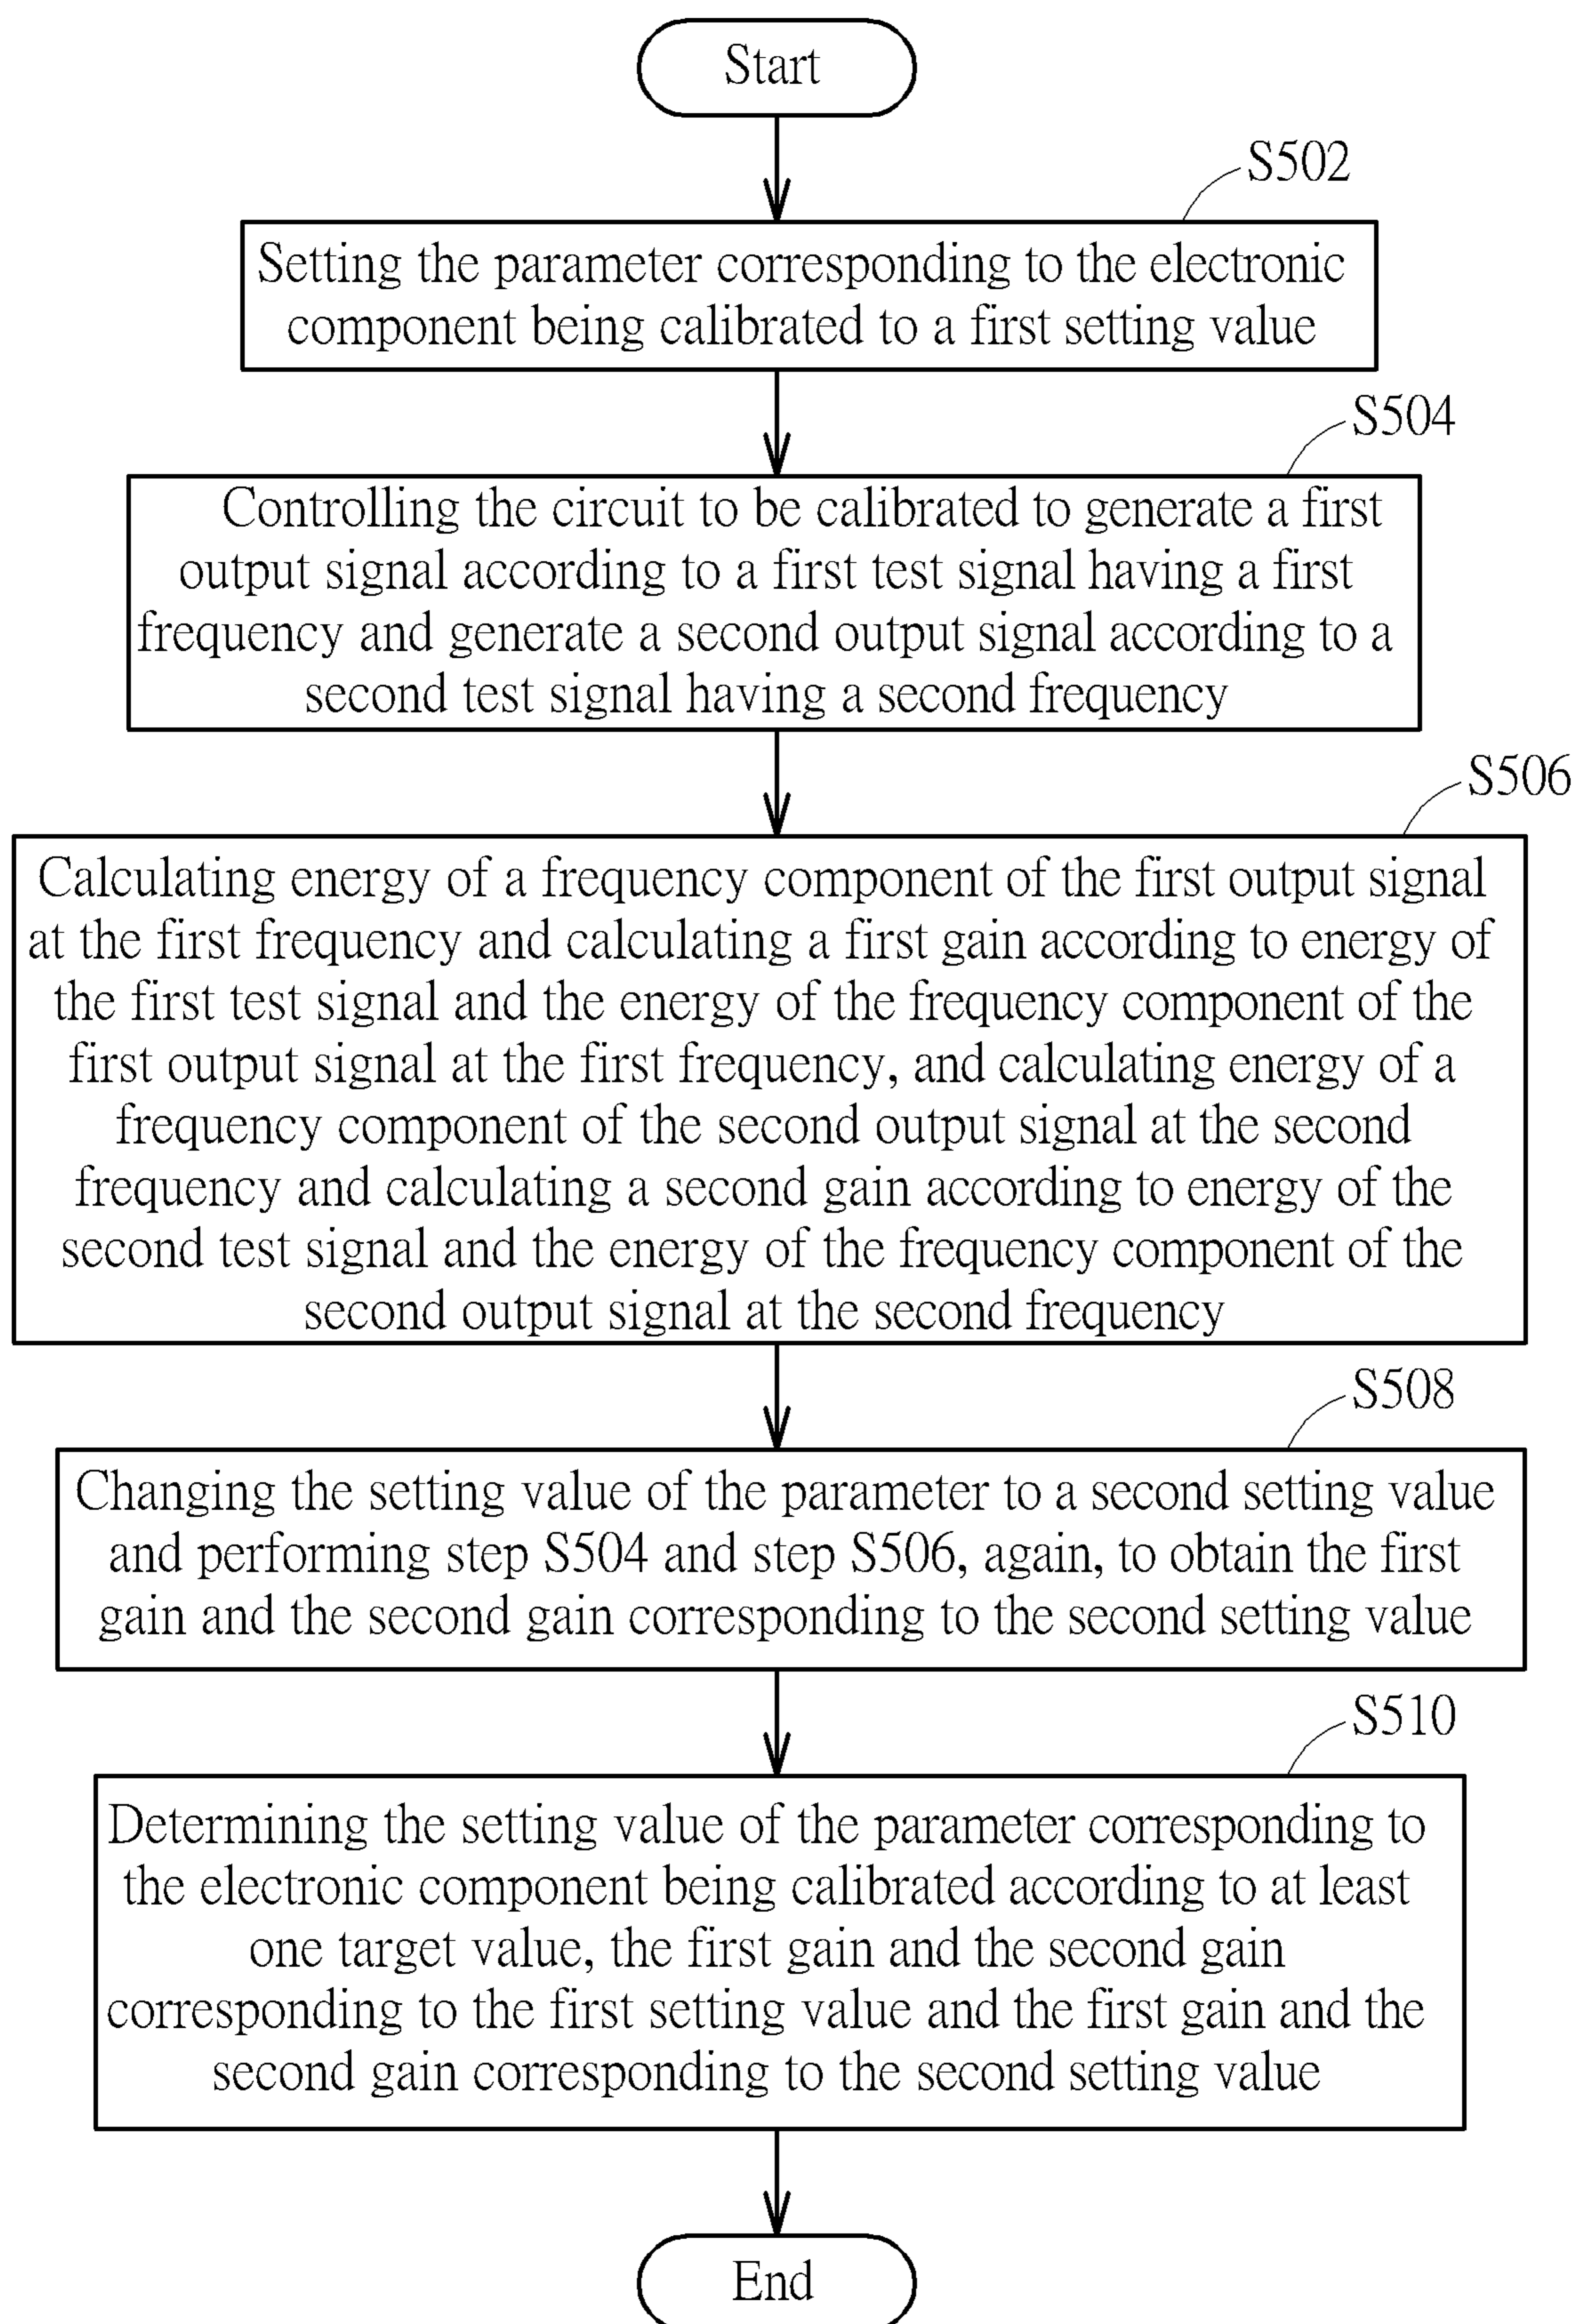 Start
S502
Setting the parameter corresponding to the electronic
component being calibrated to a first setting value
S504
Controlling the circuit to be calibrated to generate a first
output signal according to a first test signal having a first
frequency and generate a second output signal according to a
second test signal having a second frequency
S506
Calculating energy of a frequency component of the first output signal
at the first frequency and calculating a first gain according to energy of
the first test signal and the energy of the frequency component of the
first output signal at the first frequency, and calculating energy of a
frequency component of the second output signal at the second
frequency and calculating a second gain according to energy of the
second test signal and the energy of the frequency component of the
second output signal at the second frequency
S508
Changing the setting value of the parameter to a second setting value
and performing step S504 and step S506, again, to obtain the first
gain and the second gain corresponding to the second setting value
S510
Determining the setting value of the parameter corresponding to
the electronic component being calibrated according to at least
one target value, the first gain and the second gain
corresponding to the first setting value and the first gain and the
second gain corresponding to the second setting value
End